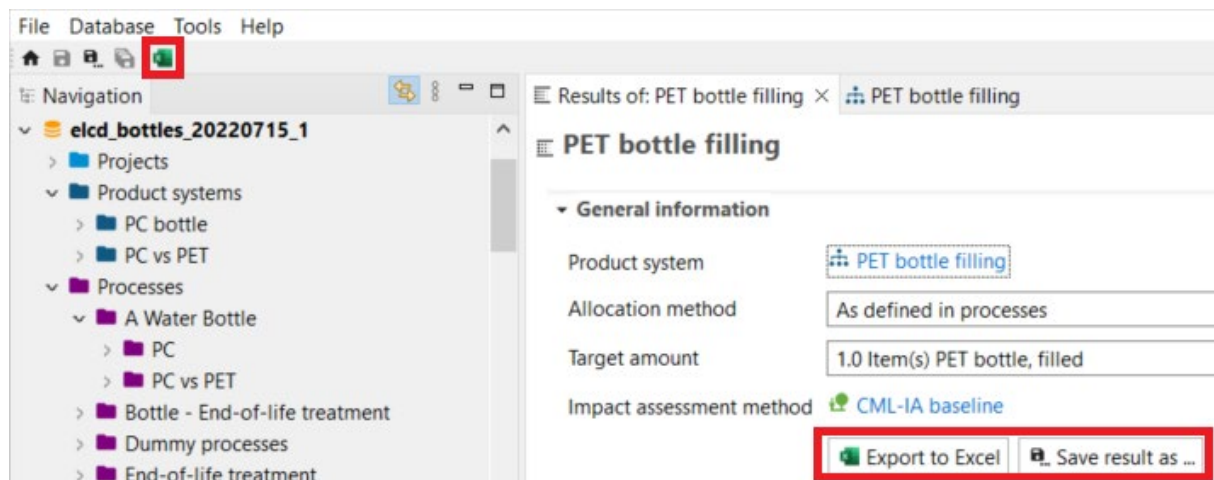 File Database Tools Help
Navigation
elcd_bottles_20220715_1
Projects
Product systems
PC bottle
PC vs PET
Processes
A Water Bottle
PC
PC vs PET
Bottle - End-of-life treatment
Dummy processes
End-of-life treatment
Results of: PET bottle filling PET bottle filling
PET bottle filling
General information
Product system PET bottle filling
Allocation method As defined in processes
Target amount 1.0 Item(s) PET bottle, filled
Impact assessment method CML-IA baseline
Export to Excel Save result as ...